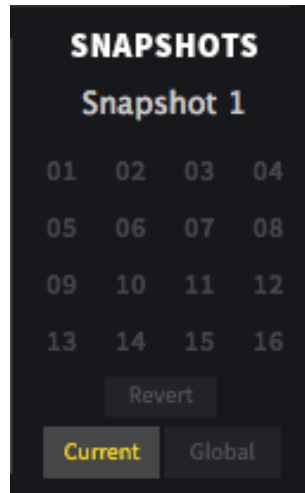 SNAPSHOTS
Snapshot 1
01 02 03 04
05 06 07 08
09 10 11 12
13 14 15 16
Revert
Current Global